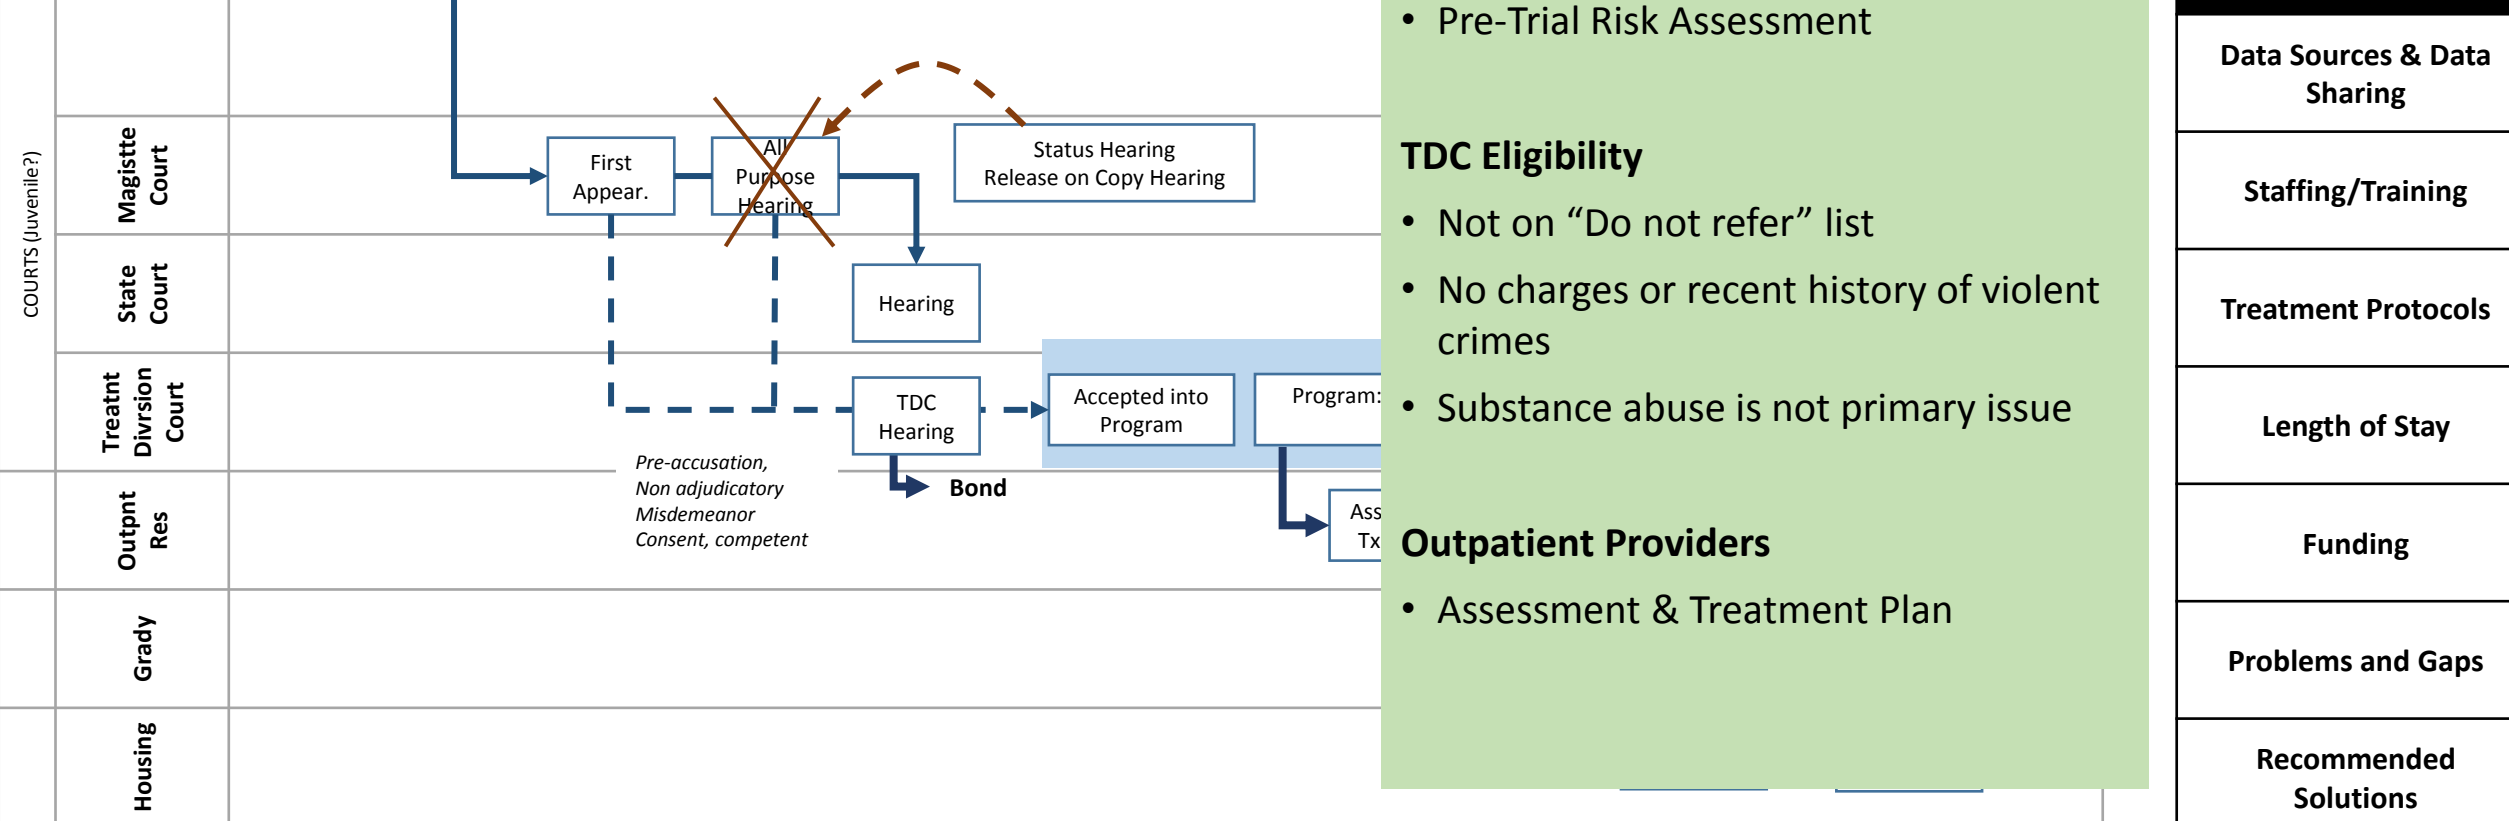 COURTS (Juvenile?)
Magistte
Court
State
Court
Treatnt
Divrsion
Court
Outpnt
Res
Grady
Housing
First
Appear.
All
Purpose
Hearing
Status Hearing
Release on Copy Hearing
Hearing
TDC
Hearing
Accepted into
Program
Program:
Pre-accusation,
Non adjudicatory
Misdemeanor
Consent, competent
Bond
Ass
Tx
• Pre-Trial Risk Assessment
TDC Eligibility
• Not on “Do not refer” list
• No charges or recent history of violent
crimes
• Substance abuse is not primary issue
Outpatient Providers
• Assessment & Treatment Plan
Data Sources & Data
Sharing
Staffing/Training
Treatment Protocols
Length of Stay
Funding
Problems and Gaps
Recommended
Solutions